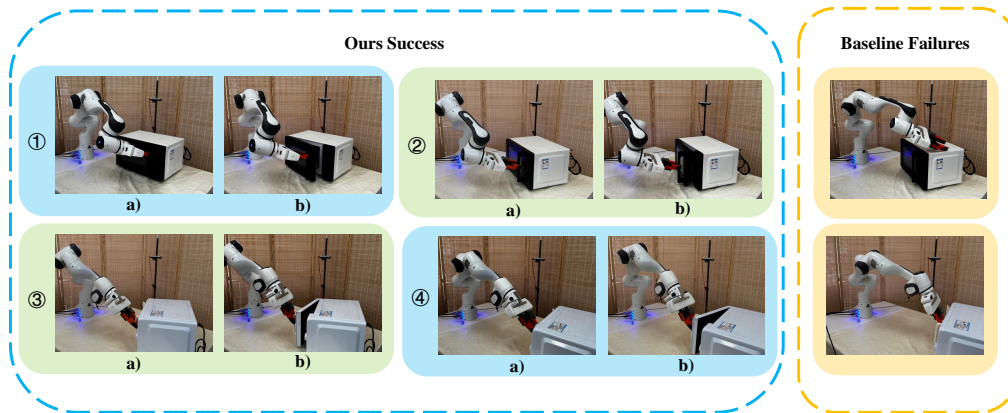 Ours Success
Baseline Failures
①
a)
b)
②
a)
b)
③
a)
b)
④
a)
b)